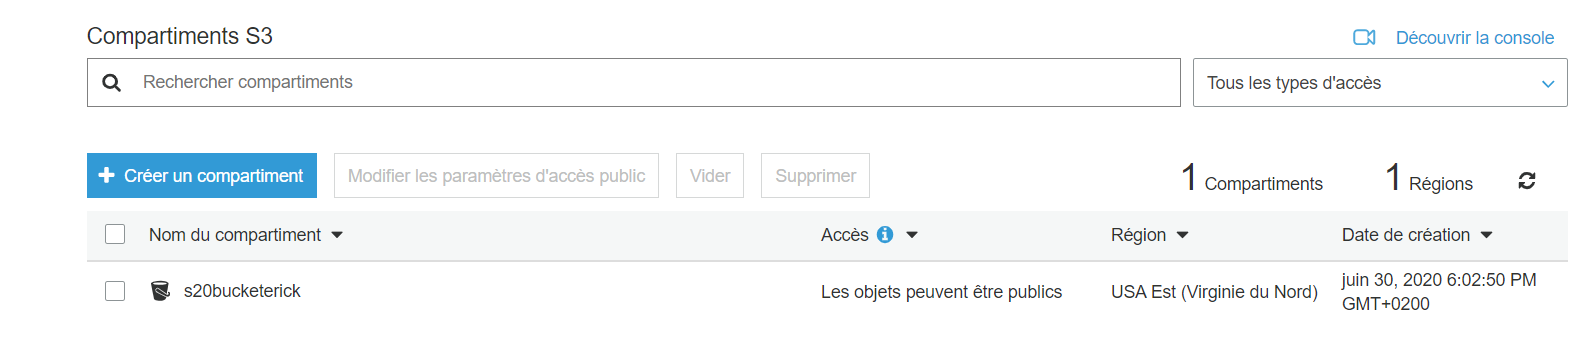 Compartiments S3
Découvrir la console
Rechercher compartiments
Tous les types d'accès
Créer un compartiment
Modifier les paramètres d'accès public
Vider
Supprimer
1 Compartiments
1 Régions
Nom du compartiment
Accès
Région
Date de création
s20bucketerick
Les objets peuvent être publics
USA Est (Virginie du Nord)
juin 30, 2020 6:02:50 PM
GMT+0200